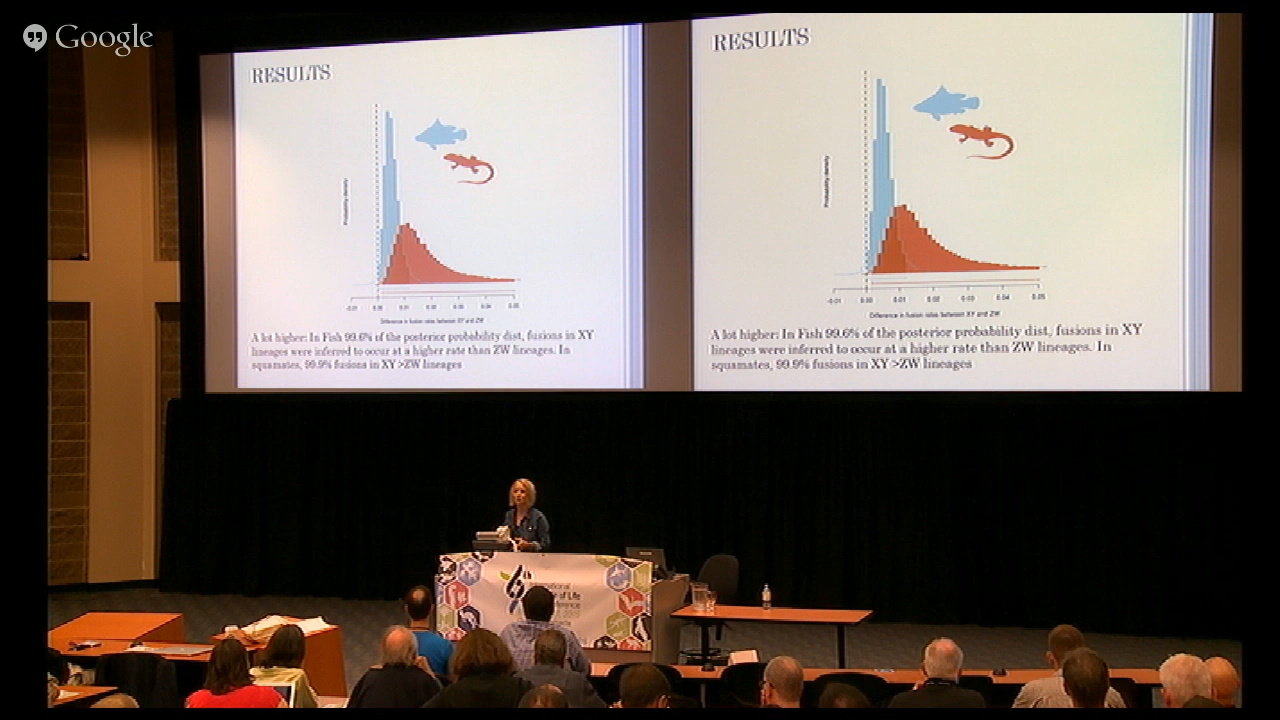 Google
RESULTS
Probability density
-0.01 0.00 0.01 0.02 0.03 0.04 0.05
Difference in fusion rates between XY and ZW
A lot higher: In Fish 99.6% of the posterior probability dist, fusions in XY
lineages were inferred to occur at a higher rate than ZW lineages. In
squamates, 99.9% fusions in XY >ZW lineages
RESULTS
Probability density
-0.01 0.00 0.01 0.02 0.03 0.04 0.05
Difference in fusion rates between XY and ZW
A lot higher: In Fish 99.6% of the posterior probability dist, fusions in XY
lineages were inferred to occur at a higher rate than ZW lineages. In
squamates, 99.9% fusions in XY >ZW lineages
6th
of Life